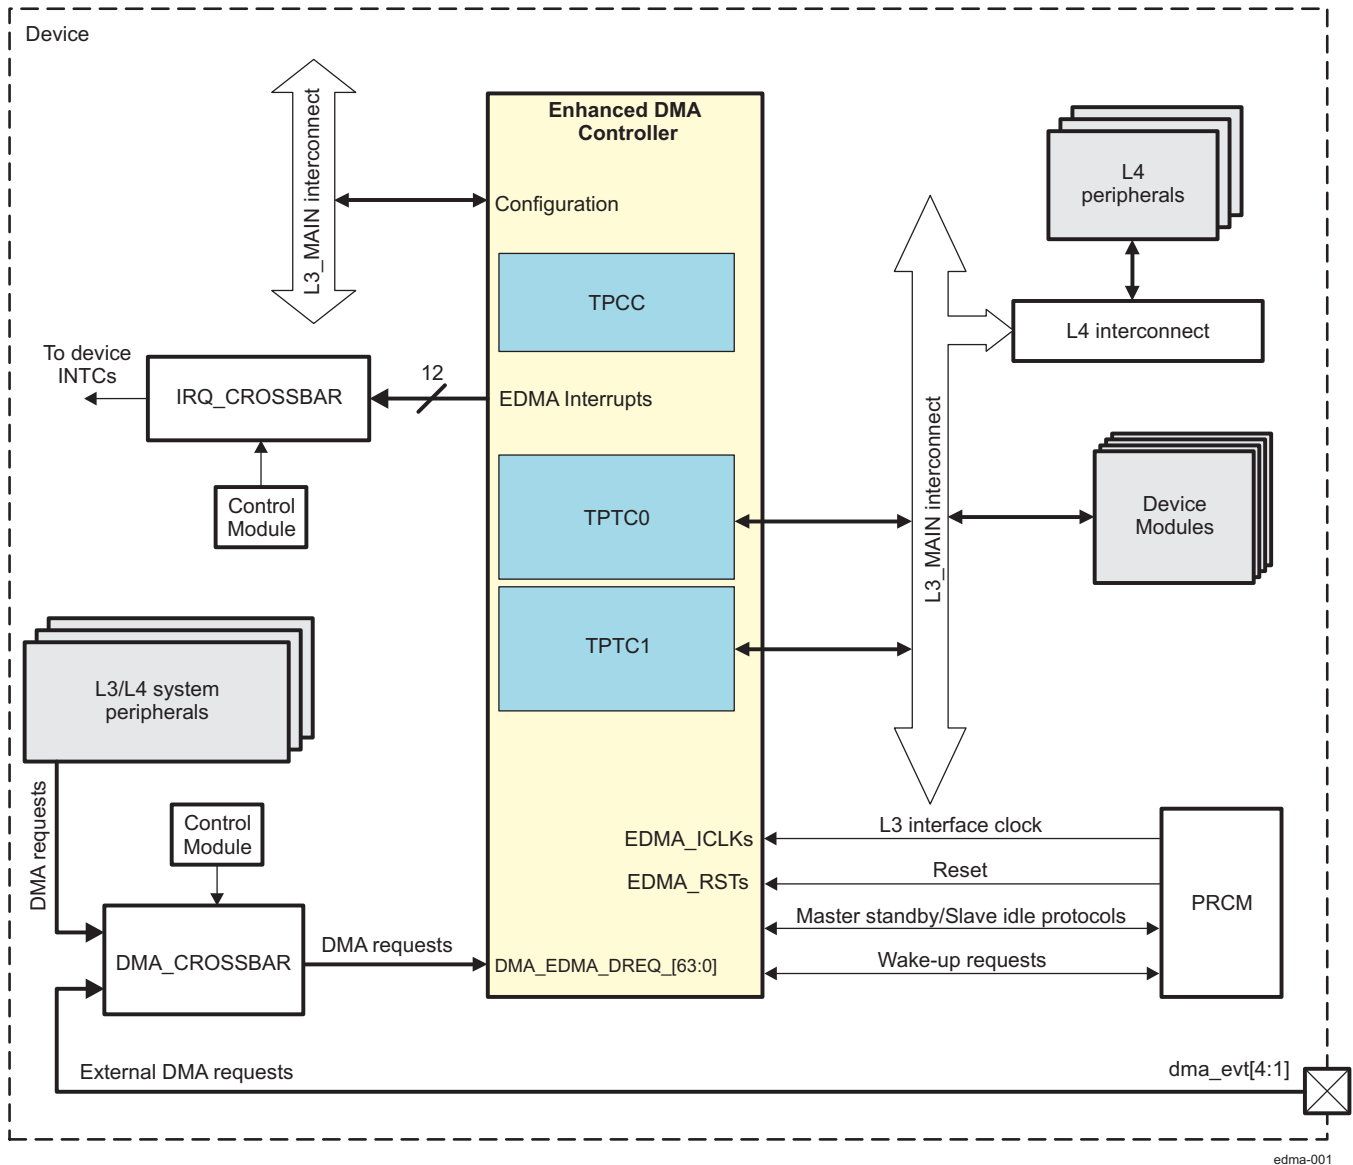 Device
Enhanced DMA
Controller
L3_MAIN interconnect
Configuration
L4
peripherals
TPCC
L4 interconnect
To device
INTCs
IRQ_CROSSBAR
12
EDMA Interrupts
Control
Module
TPTC0
L3_MAIN interconnect
Device
Modules
TPTC1
L3/L4 system
peripherals
DMA requests
Control
Module
EDMA_ICLKs
L3 interface clock
EDMA_RSTs
Reset
PRCM
Master standby/Slave idle protocols
DMA_CROSSBAR
DMA requests
DMA_EDMA_DREQ_[63:0]
Wake-up requests
External DMA requests
dma_evt[4:1]
edma-001